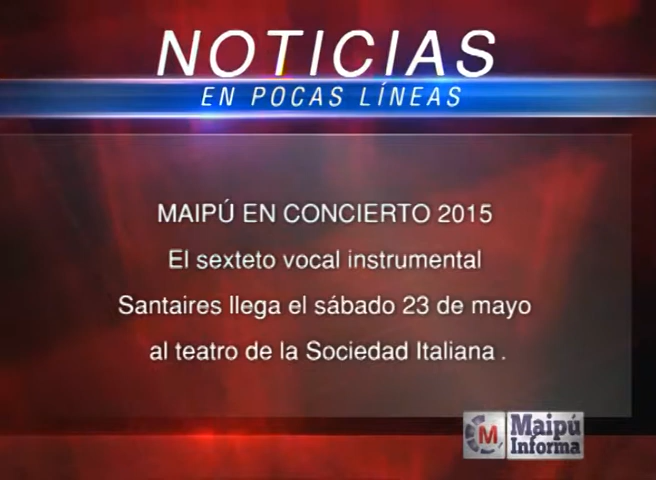 NOTICIAS
EN POCAS LÍNEAS
MAIPÚ EN CONCIERTO 2015
El sexteto vocal instrumental
Santaires llega el sábado 23 de mayo
al teatro de la Sociedad Italiana .
M
Maipú
Informa